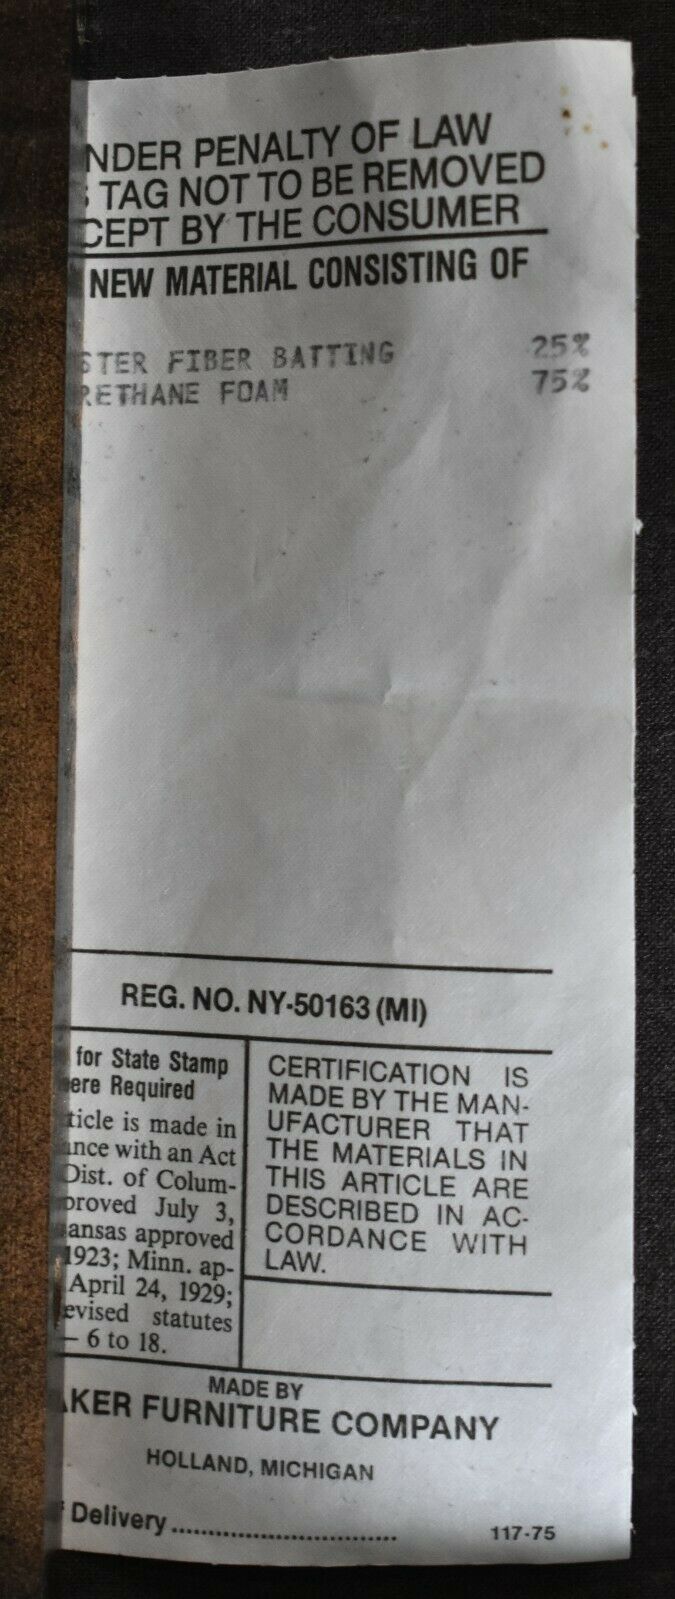 NDER PENALTY OF LAW
S TAG NOT TO BE REMOVED
CEPT BY THE CONSUMER
NEW MATERIAL CONSISTING OF
STER FIBER BATTING 25%
RETHANE FOAM 75%
REG. NO. NY-50163 (MI)
for State Stamp
ere Required
ticle is made in
ance with an Act
Dist. of Colum-
proved July 3,
ansas approved
1923; Minn. ap-
April 24, 1929;
evised statutes
— 6 to 18.
CERTIFICATION IS
MADE BY THE MAN-
UFACTURER THAT
THE MATERIALS IN
THIS ARTICLE ARE
DESCRIBED IN AC-
CORDANCE WITH
LAW.
MADE BY
AKER FURNITURE COMPANY
HOLLAND, MICHIGAN
f Delivery............................... 117-75